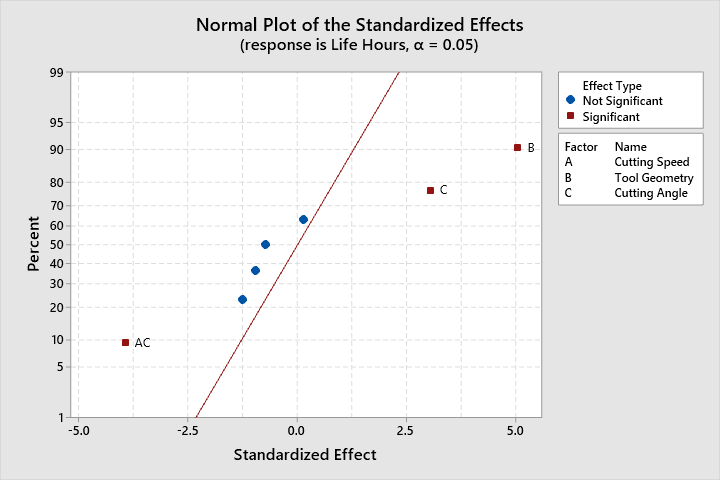 Normal Plot of the Standardized Effects
(response is Life Hours, α = 0.05)
99
95
90
80
70
60
50
40
30
20
10
5
1
Percent
-5.0 -2.5 0.0 2.5 5.0
Standardized Effect
B
C
AC
Effect Type
Not Significant
Significant
Factor Name
A Cutting Speed
B Tool Geometry
C Cutting Angle